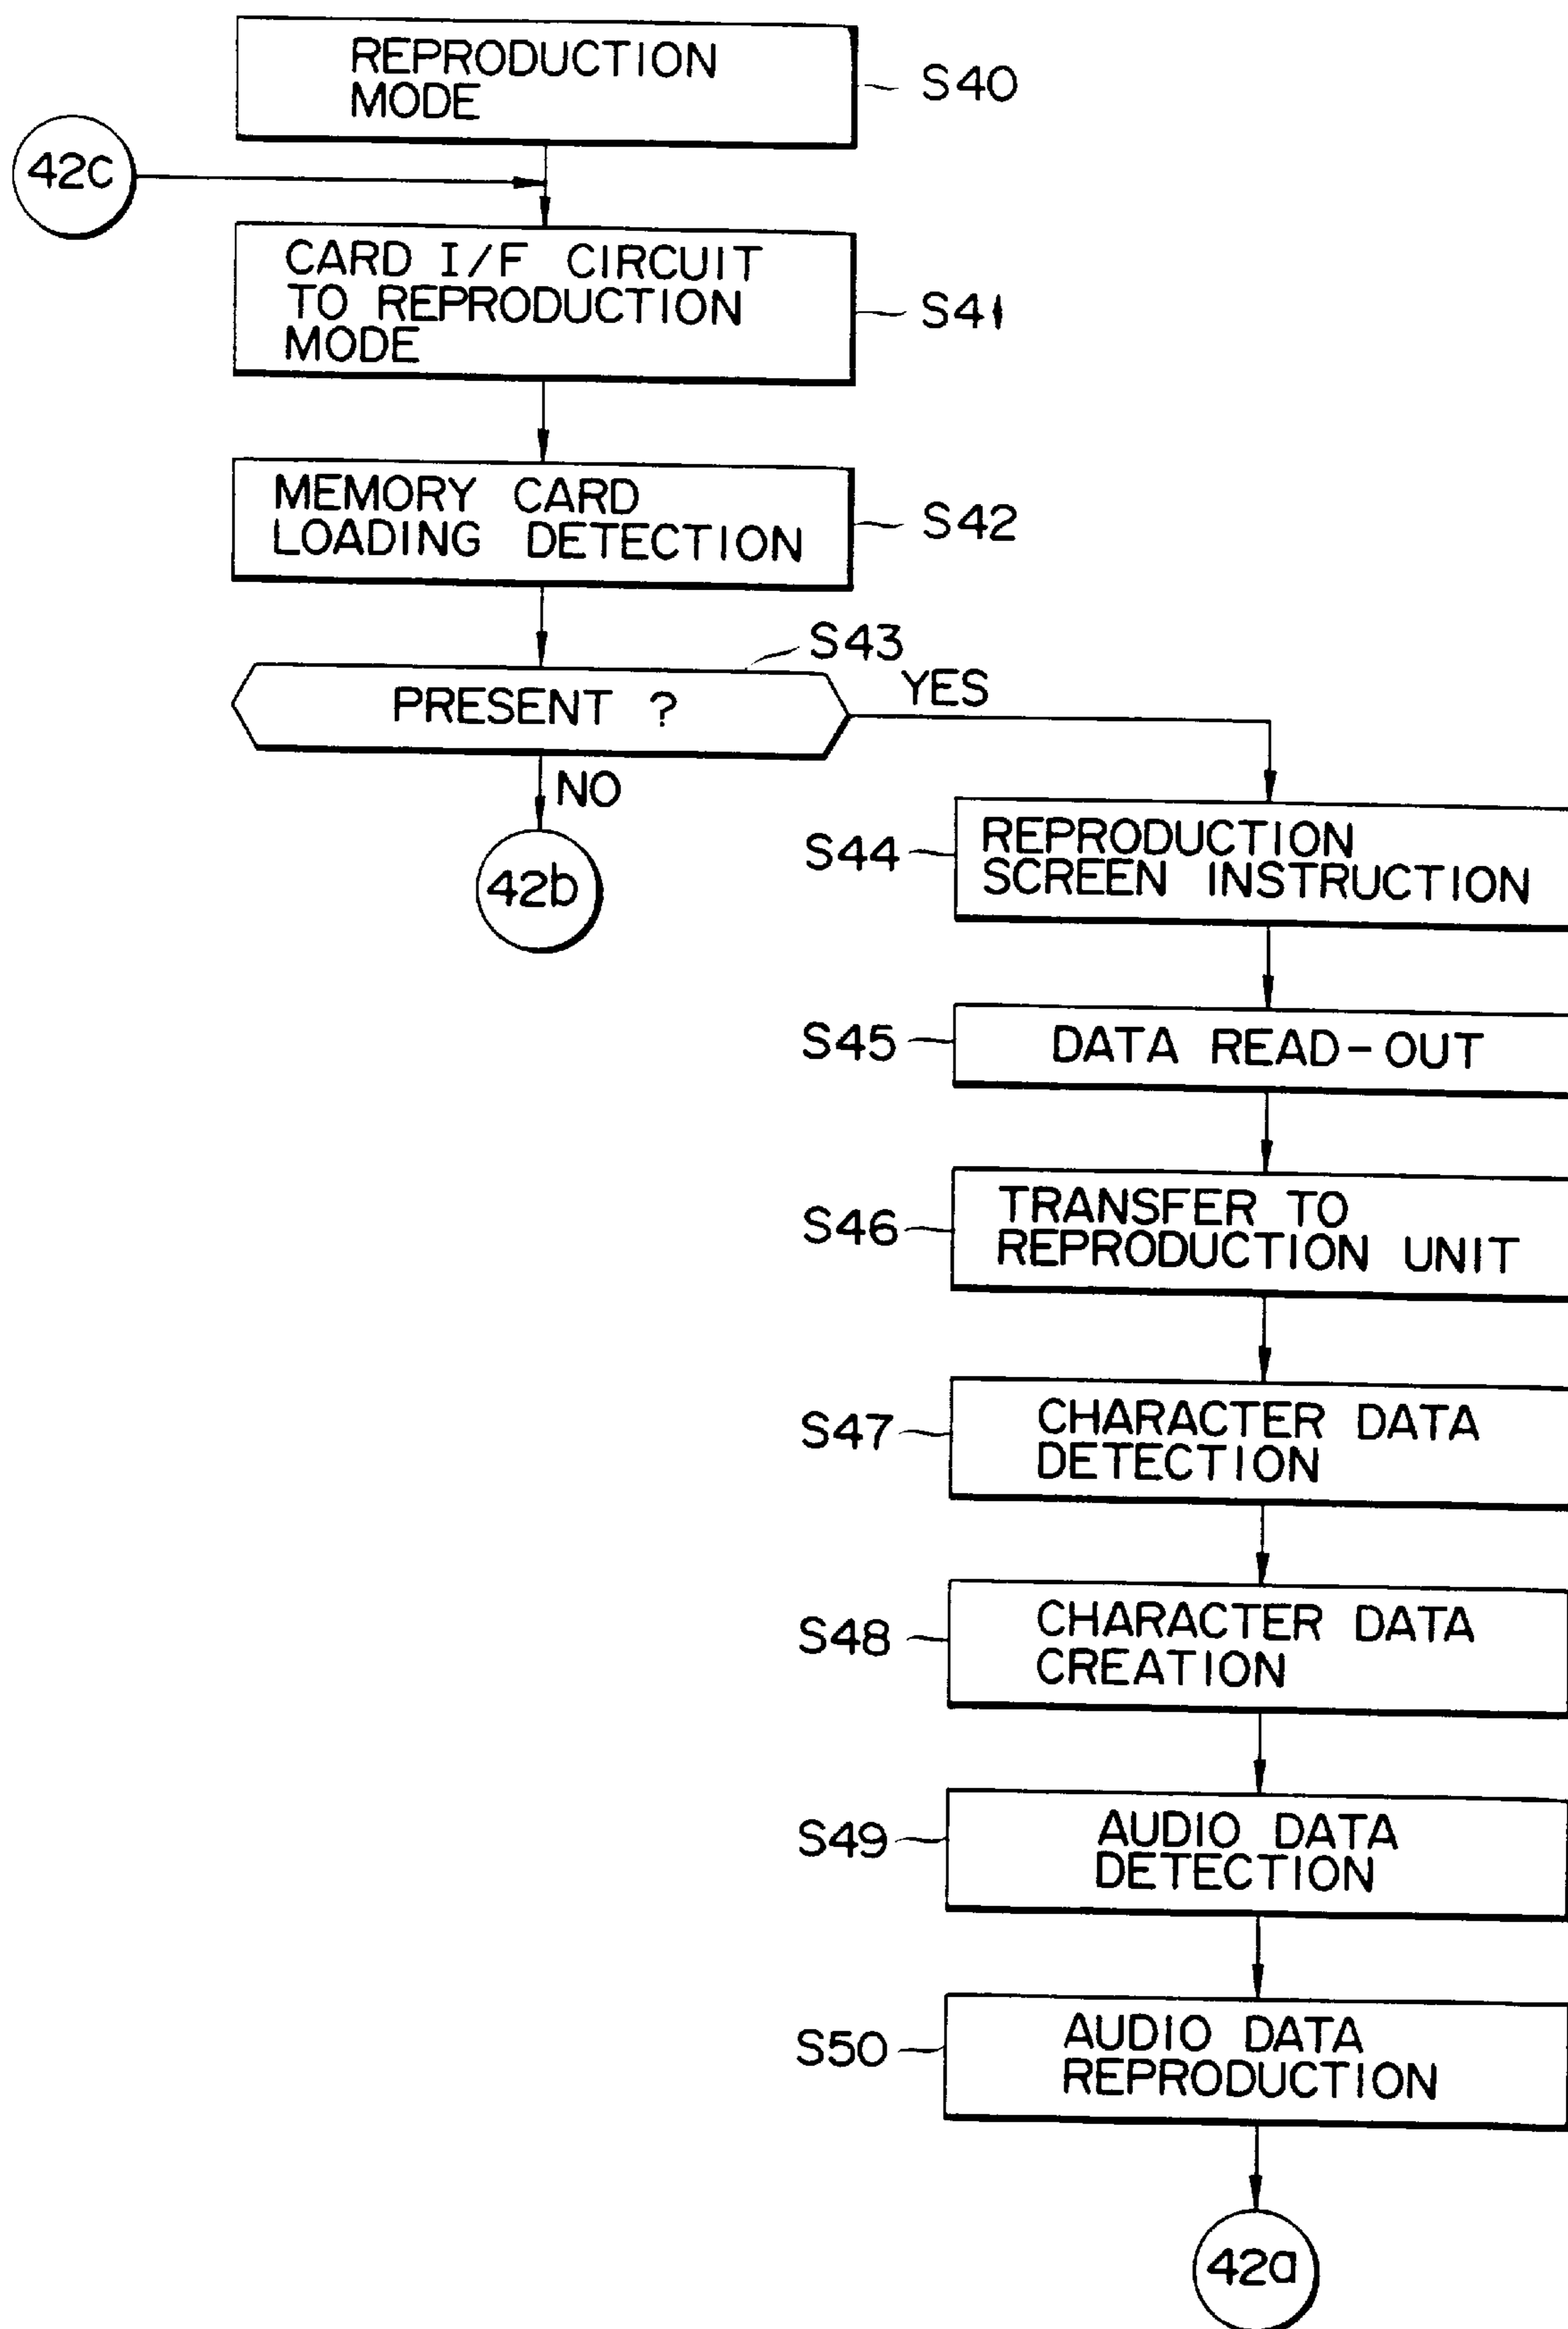 REPRODUCTION
MODE
S40
42c
CARD I/F CIRCUIT
TO REPRODUCTION
MODE
S41
MEMORY CARD
LOADING DETECTION
S42
S43
PRESENT ?
YES
NO
42b
S44
REPRODUCTION
SCREEN INSTRUCTION
S45
DATA READ-OUT
S46
TRANSFER TO
REPRODUCTION UNIT
S47
CHARACTER DATA
DETECTION
S48
CHARACTER DATA
CREATION
S49
AUDIO DATA
DETECTION
S50
AUDIO DATA
REPRODUCTION
42a